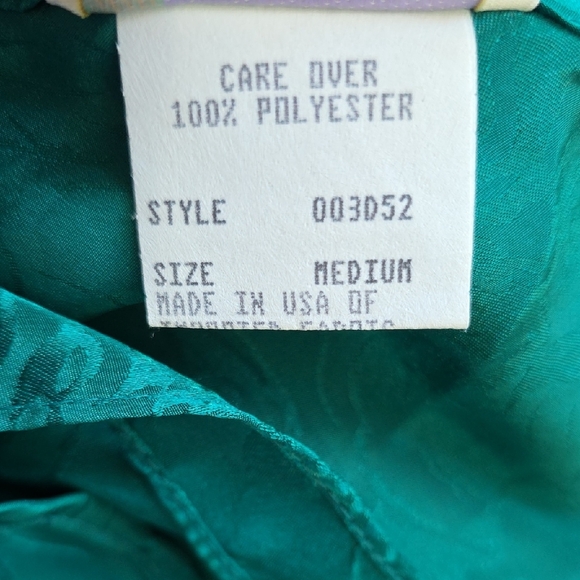 CARE OVER
100% POLYESTER
STYLE 003D52
SIZE MEDIUM
MADE IN USA OF